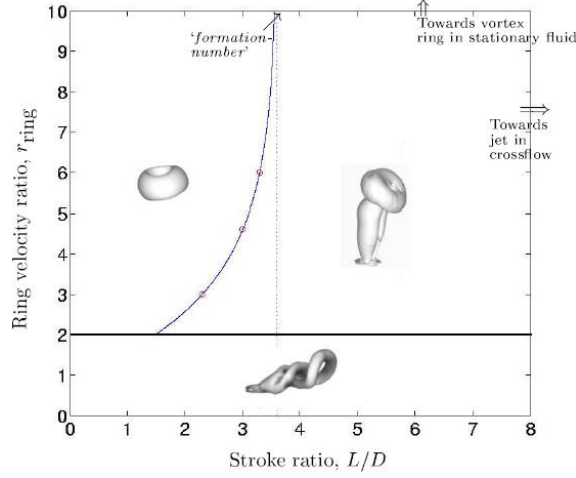 10
9
8
7
6
5
4
3
2
1
0
Ring velocity ratio, rring
'formation-
number'
⇑
Towards vortex
ring in stationary fluid
⇒
Towards
jet in
crossflow
0 1 2 3 4 5 6 7 8
Stroke ratio, L/D